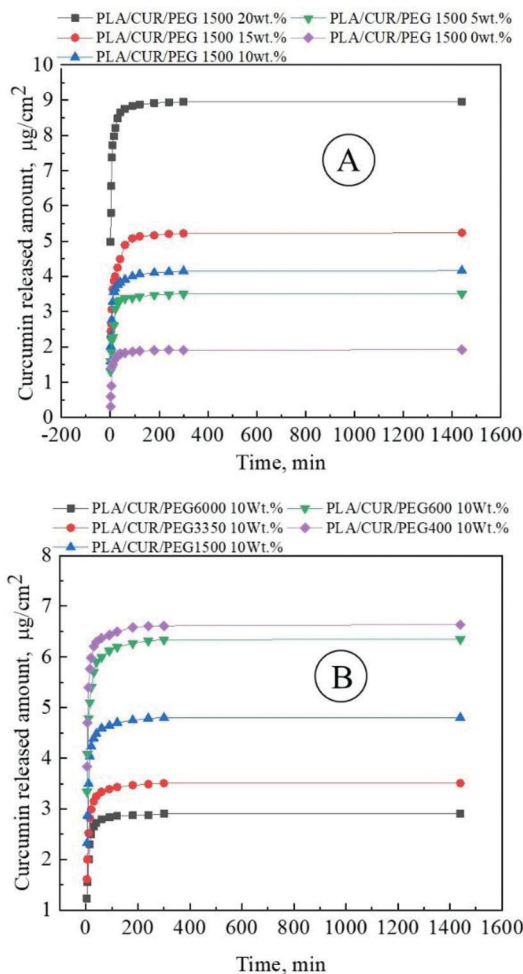 PLA/CUR/PEG 1500 20wt.% PLA/CUR/PEG 1500 5wt.%
PLA/CUR/PEG 1500 15wt.% PLA/CUR/PEG 1500 0wt.%
PLA/CUR/PEG 1500 10wt.%
10
9
8
7
6
5
4
3
2
1
0
Curcumin released amount, μg/cm2
A
-200 0 200 400 600 800 1000 1200 1400 1600
Time, min
PLA/CUR/PEG6000 10Wt.% PLA/CUR/PEG600 10Wt.%
PLA/CUR/PEG3350 10Wt.% PLA/CUR/PEG400 10Wt.%
PLA/CUR/PEG1500 10Wt.%
8
7
6
5
4
3
2
1
Curcumin released amount, μg/cm2
B
0 200 400 600 800 1000 1200 1400 1600
Time, min